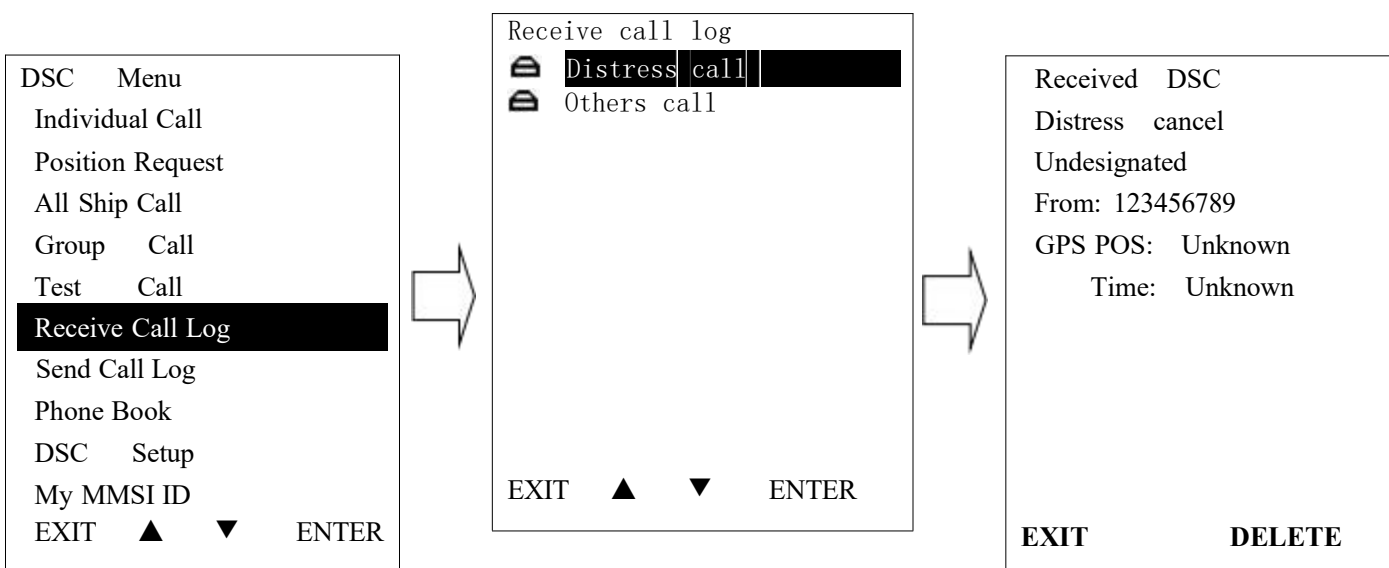 DSC Menu
Individual Call
Position Request
All Ship Call
Group Call
Test Call
Receive Call Log
Send Call Log
Phone Book
DSC Setup
My MMSI ID
EXIT ▲ ▼ ENTER
Receive call log
Distress call
Others call
EXIT ▲ ▼ ENTER
Received DSC
Distress cancel
Undesignated
From: 123456789
GPS POS: Unknown
Time: Unknown
EXIT DELETE